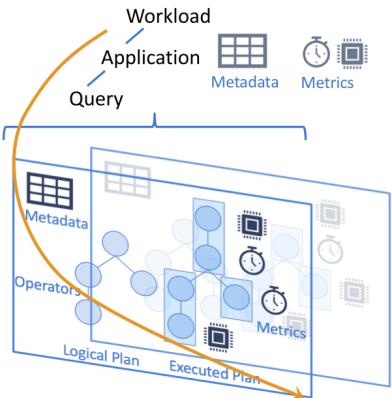 Workload
Application
Query
Metadata
Metrics
Metadata
Operators
Metrics
Logical Plan
Executed Plan